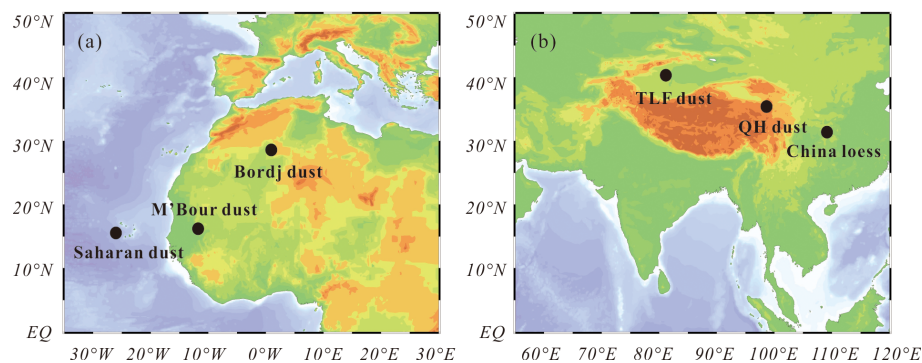 50°N
40°N
30°N
20°N
10°N
EQ
(a)
Bordj dust
M'Bour dust
Saharan dust
30°W 20°W 10°W 0°W 10°E 20°E 30°E
50°N
40°N
30°N
20°N
10°N
EQ
(b)
TLF dust
QH dust
China loess
60°E 70°E 80°E 90°E 100°E 110°E 120°E